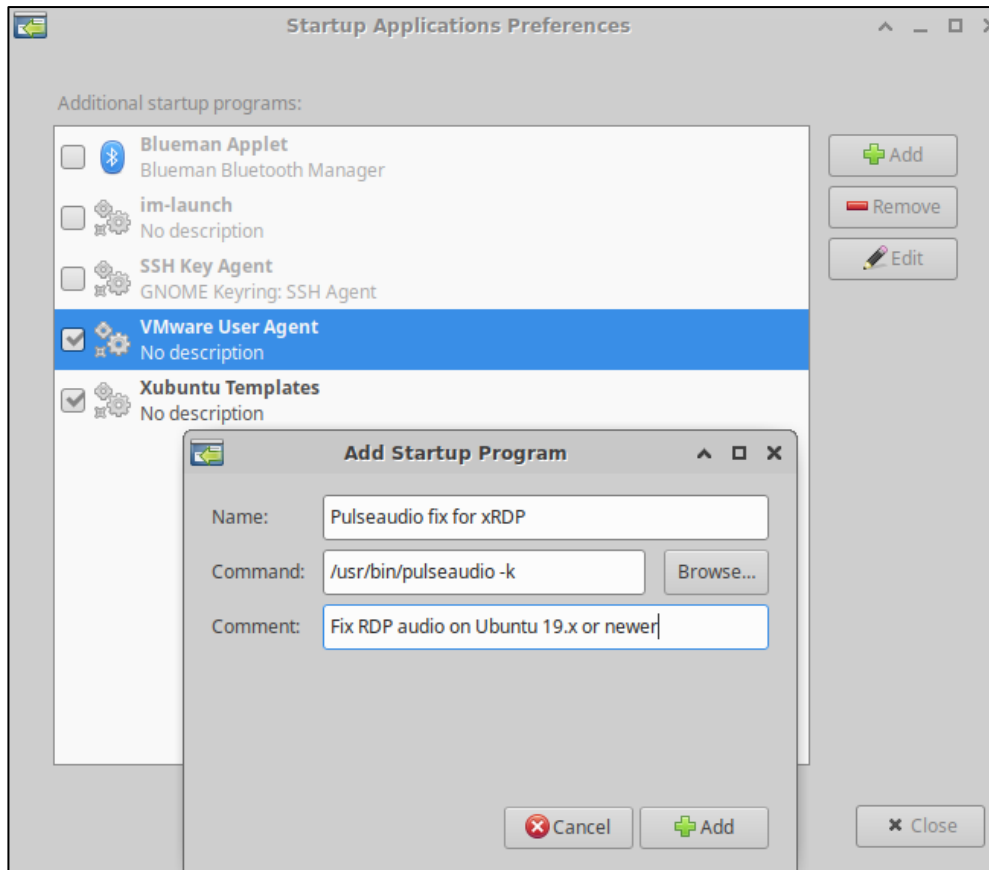 Startup Applications Preferences
Additional startup programs:
Blueman Applet
Blueman Bluetooth Manager
im-launch
No description
SSH Key Agent
GNOME Keyring: SSH Agent
VMware User Agent
No description
Xubuntu Templates
No description
Add
Remove
Edit
Add Startup Program
Name:
Pulseaudio fix for xRDP
Command:
/usr/bin/pulseaudio -k
Browse...
Comment:
Fix RDP audio on Ubuntu 19.x or newer
Cancel
Add
Close